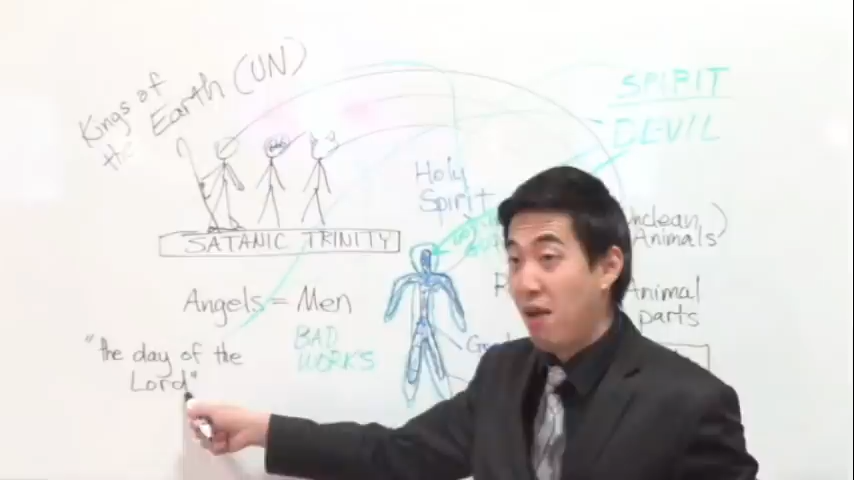 Kings of
the Earth (UN)
SPIRIT
DEVIL
Holy
Spirit
Unclean
Animals)
SATANIC TRINITY
Angels = Men
Animal
parts
BAD
WORKS
"the day of the
Lord"